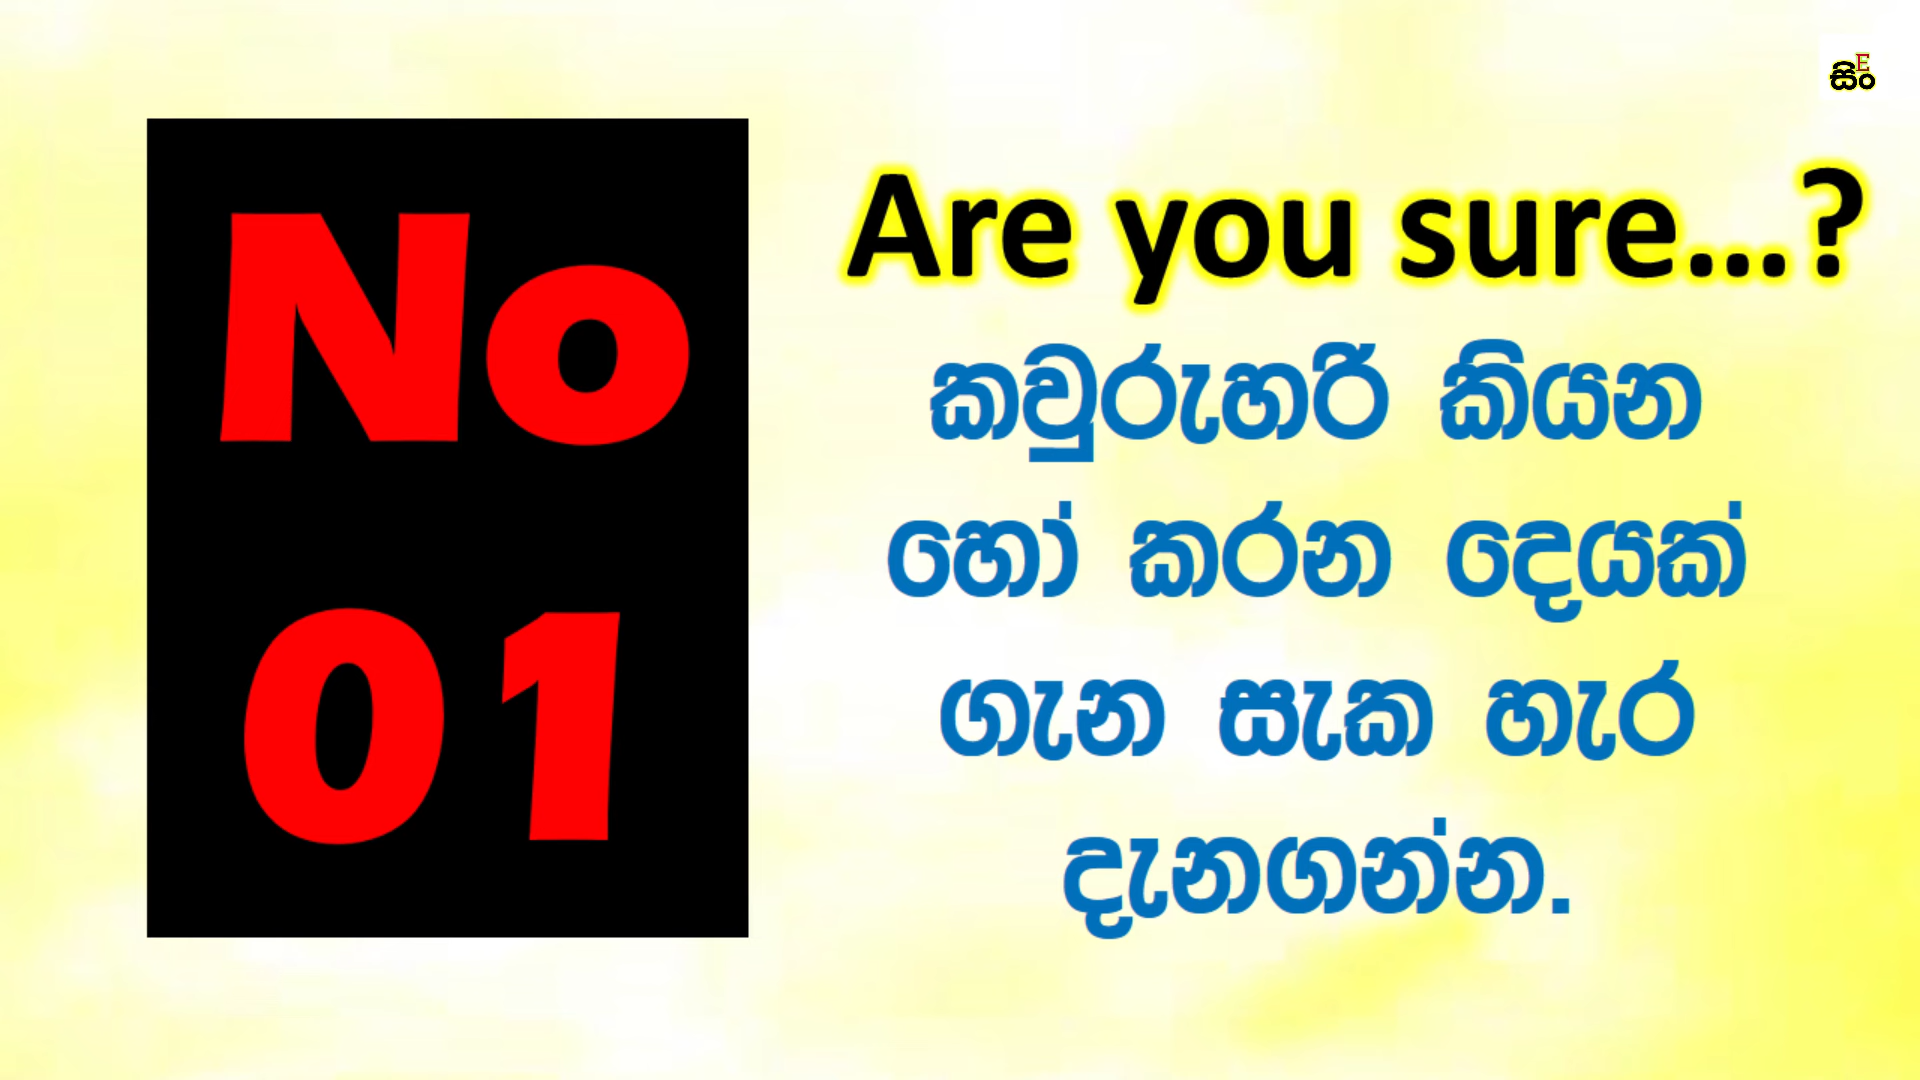 සිං
E
No
01
Are you sure...?
කවුරුහරි කියන
හෝ කරන දෙයක්
ගැන සැක හැර
දැනගන්න.